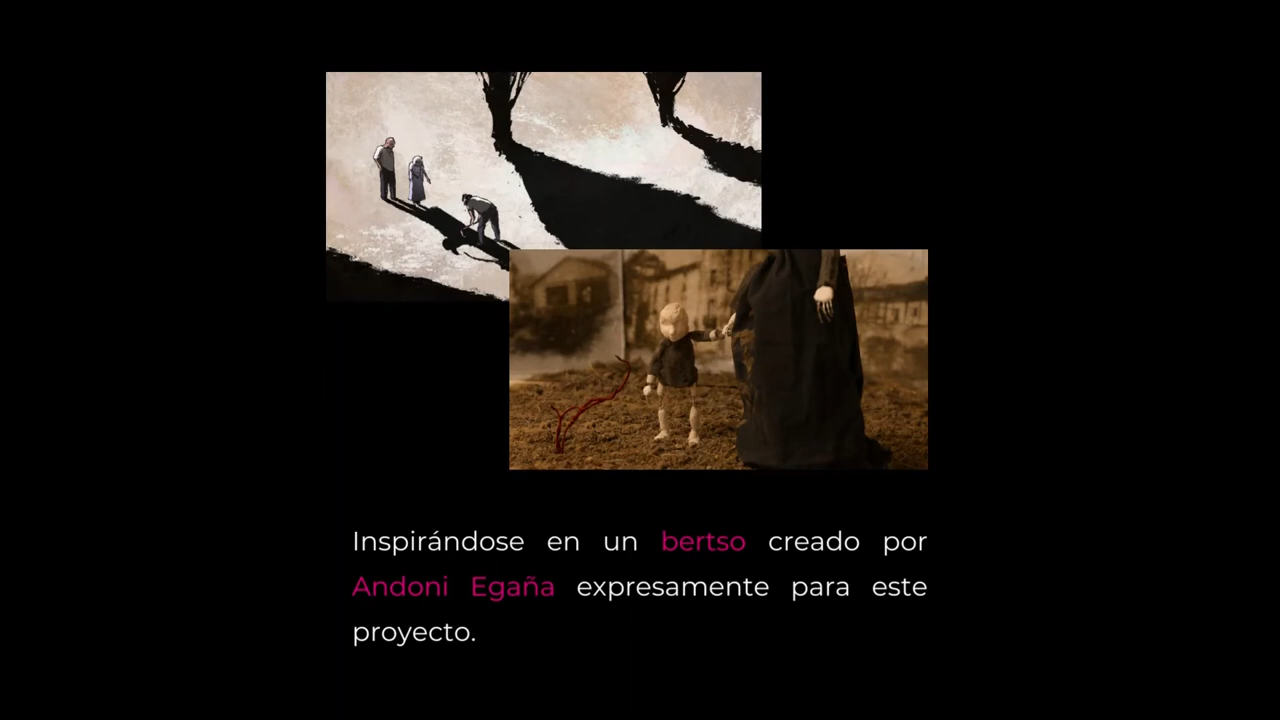 Inspirándose en un bertso creado por
Andoni Egaña expresamente para este
proyecto.